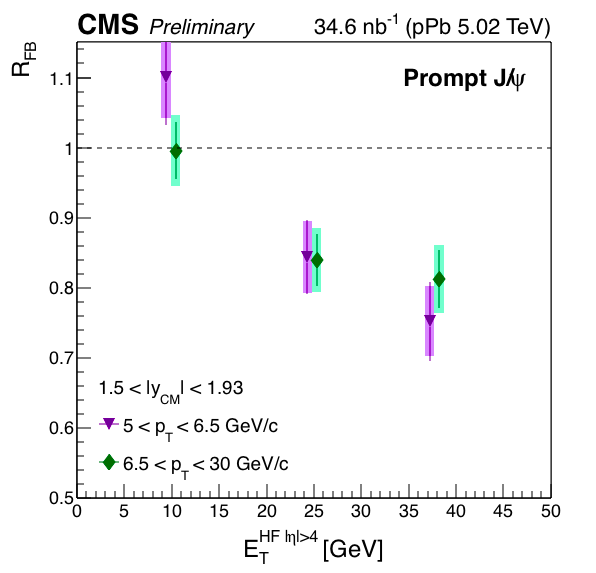 CMS Preliminary 34.6 nb⁻¹ (pPb 5.02 TeV)
R_FB
Prompt J/ψ
1.1
1
0.9
0.8
0.7
0.6
0.5
1.5 < |y_CM| < 1.93
5 < p_T < 6.5 GeV/c
6.5 < p_T < 30 GeV/c
0 5 10 15 20 25 30 35 40 45 50
E_T^HF |η|>4 [GeV]